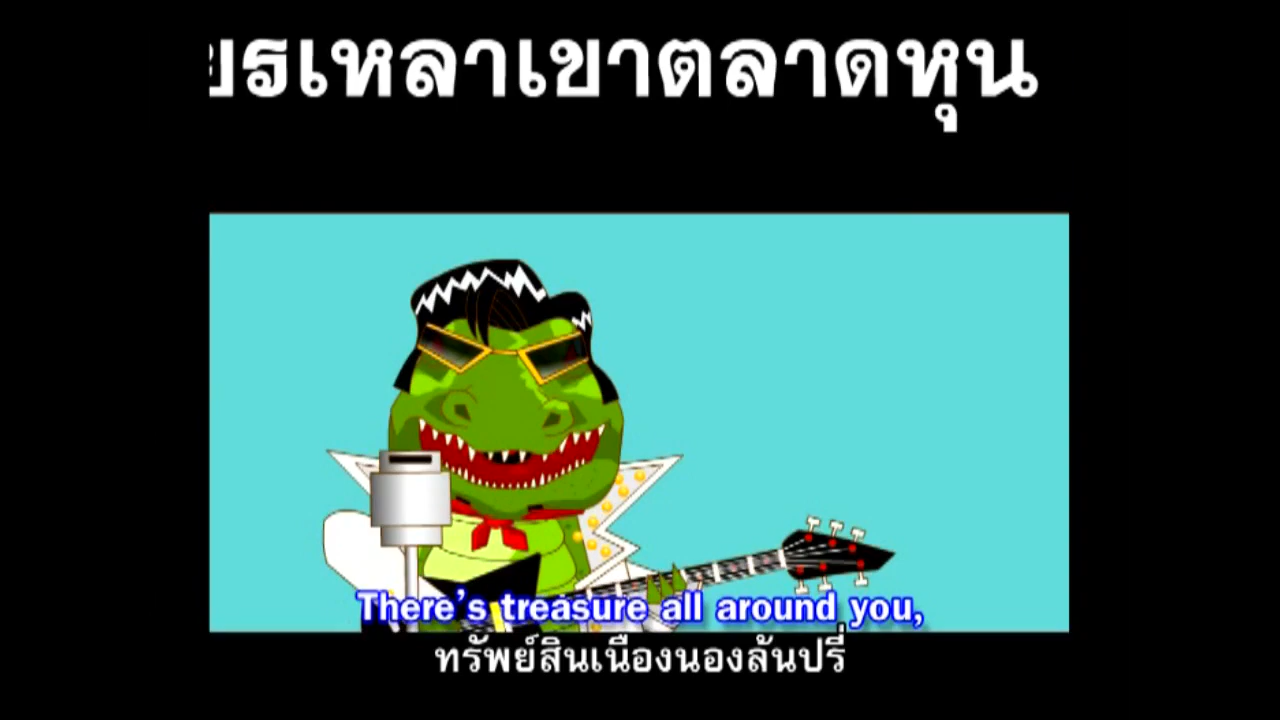 ยรเหลาเขาตลาดหุน
There's treasure all around you,
ทรัพย์สินเนืองนองล้นปรี่